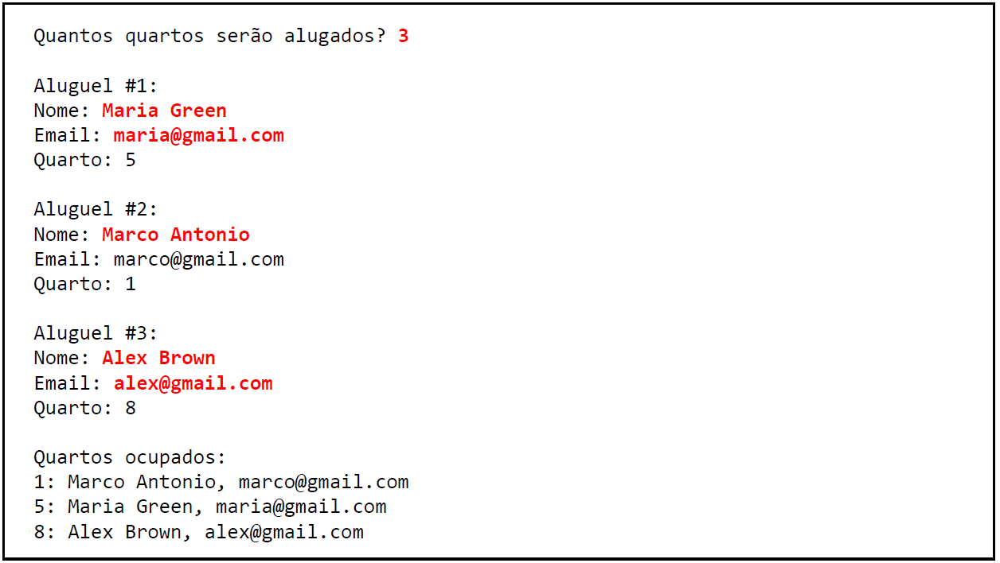 Quantos quartos serão alugados? 3
Aluguel #1:
Nome: Maria Green
Email: maria@gmail.com
Quarto: 5
Aluguel #2:
Nome: Marco Antonio
Email: marco@gmail.com
Quarto: 1
Aluguel #3:
Nome: Alex Brown
Email: alex@gmail.com
Quarto: 8
Quartos ocupados:
1: Marco Antonio, marco@gmail.com
5: Maria Green, maria@gmail.com
8: Alex Brown, alex@gmail.com